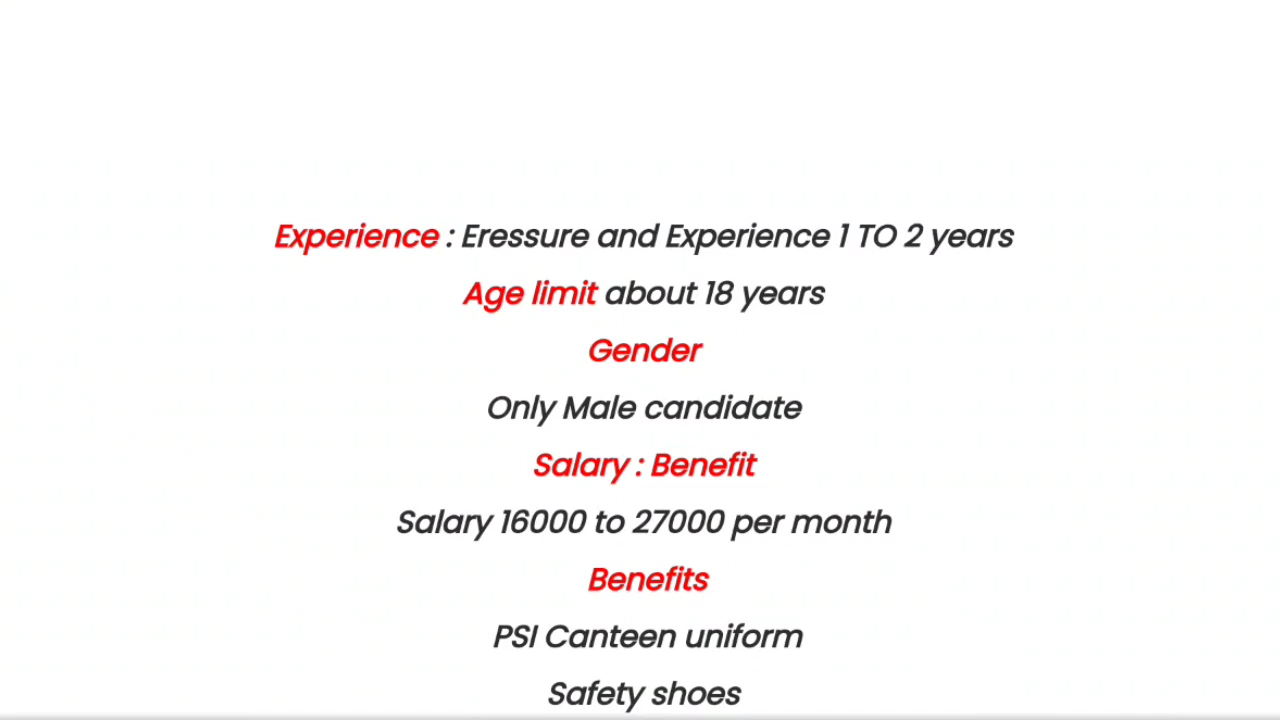 Experience : Eressure and Experience 1 TO 2 years
Age limit about 18 years
Gender
Only Male candidate
Salary : Benefit
Salary 16000 to 27000 per month
Benefits
PSI Canteen uniform
Safety shoes